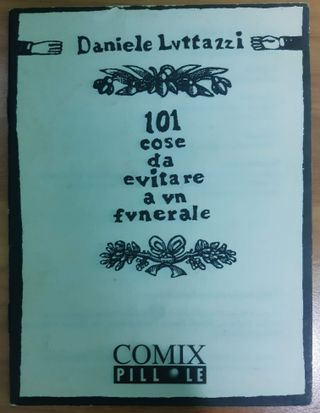 Daniele Lvttazzi
101
cose
da
evitare
a vn
fvnerale
COMIX
PILLOLE